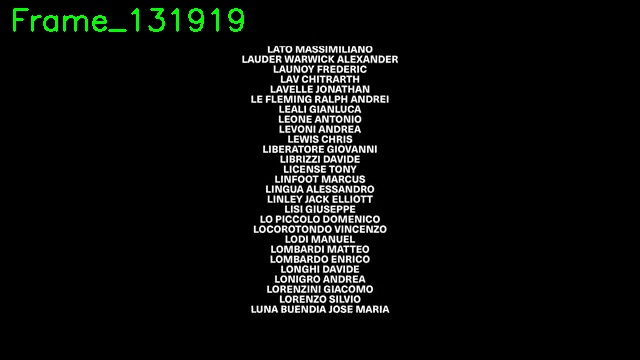 Frame_131919
LATO MASSIMILIANO
LAUDER WARWICK ALEXANDER
LAUNOY FREDERIC
LAV CHITRARTH
LAVELLE JONATHAN
LE FLEMING RALPH ANDREI
LEALI GIANLUCA
LEONE ANTONIO
LEVONI ANDREA
LEWIS CHRIS
LIBERATORE GIOVANNI
LIBRIZZI DAVIDE
LICENSE TONY
LINFOOT MARCUS
LINGUA ALESSANDRO
LINLEY JACK ELLIOTT
LISI GIUSEPPE
LO PICCOLO DOMENICO
LOCOROTONDO VINCENZO
LODI MANUEL
LOMBARDI MATTEO
LOMBARDO ENRICO
LONGHI DAVIDE
LONIGRO ANDREA
LORENZINI GIACOMO
LORENZO SILVIO
LUNA BUENDIA JOSE MARIA